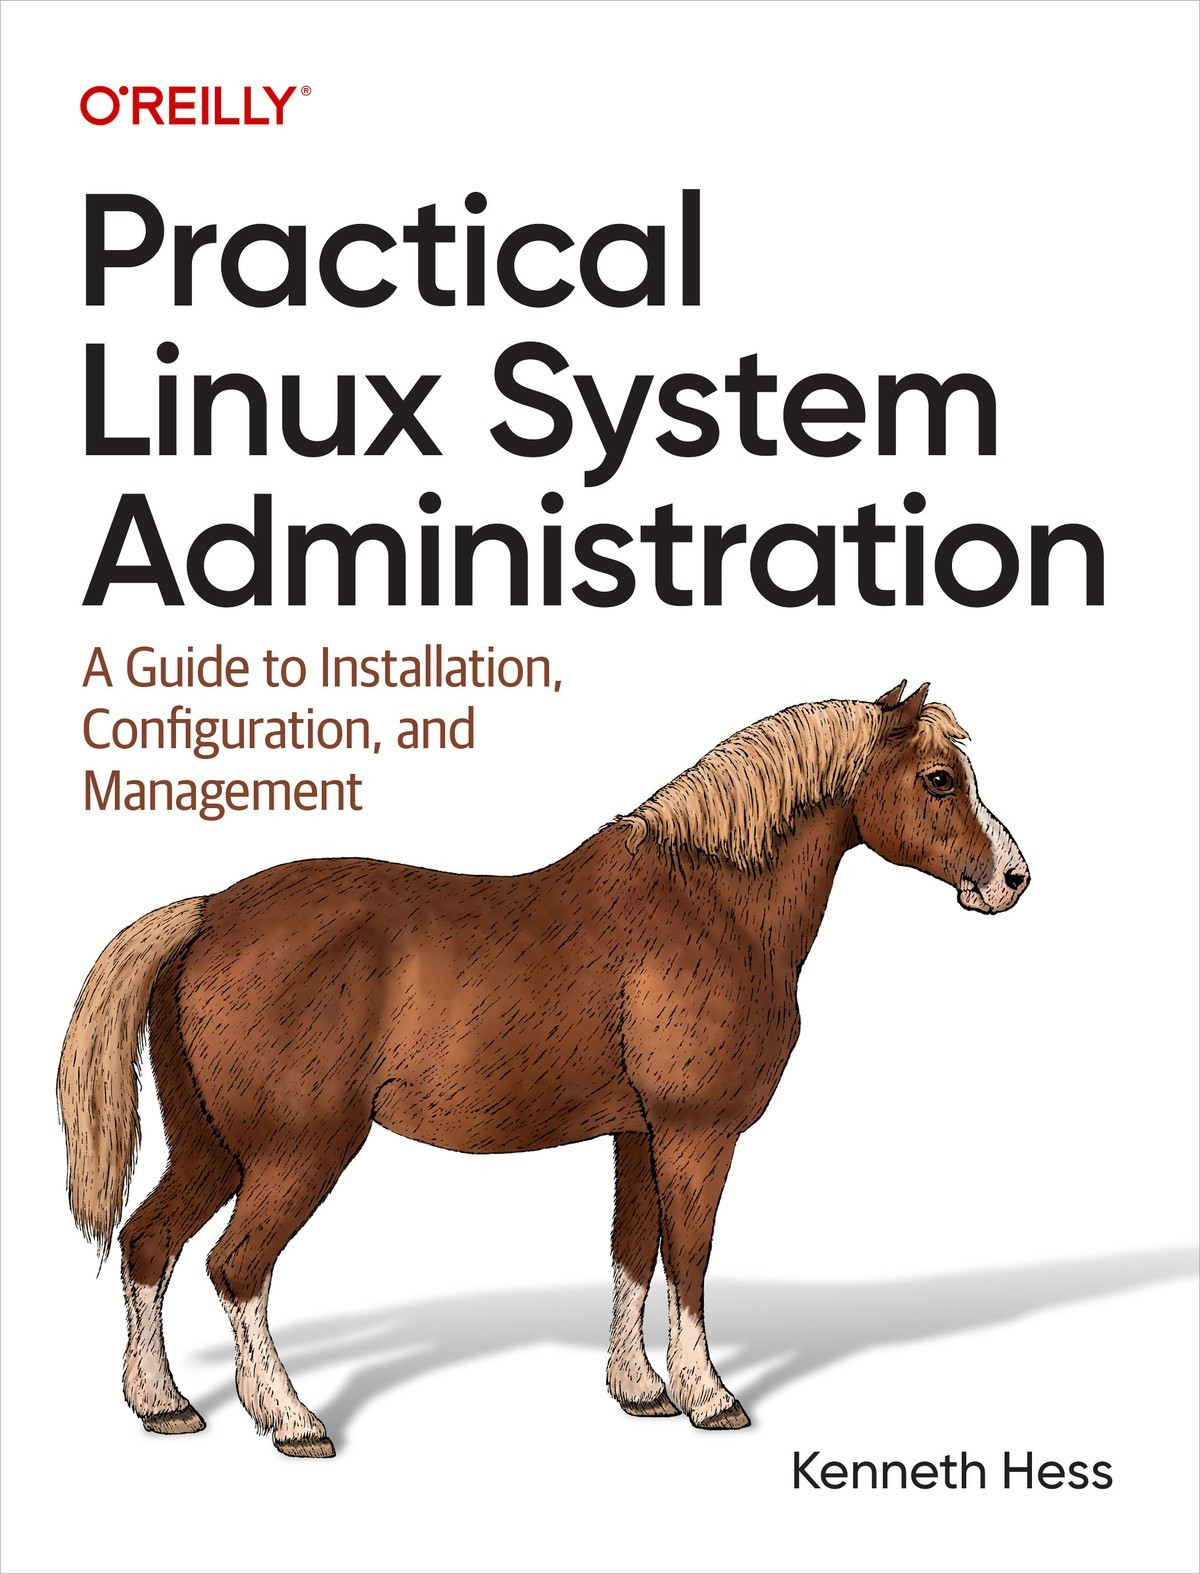 O'REILLY®
Practical
Linux System
Administration
A Guide to Installation,
Configuration, and
Management
Kenneth Hess